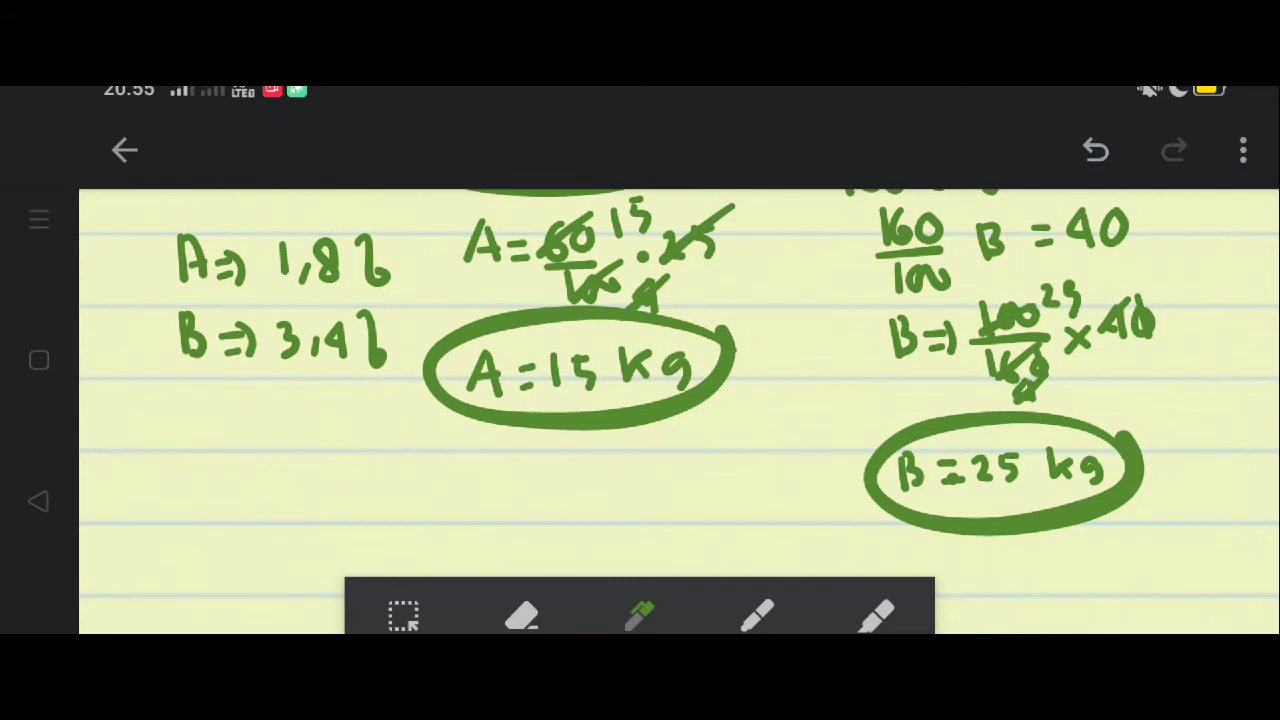 20.55
LTE
A => 1,8 %
B => 3,4 %
A = 60/100 . 25
15
4
A = 15 kg
160/100 B = 40
B => 100/160 x 40
25
4
B = 25 kg